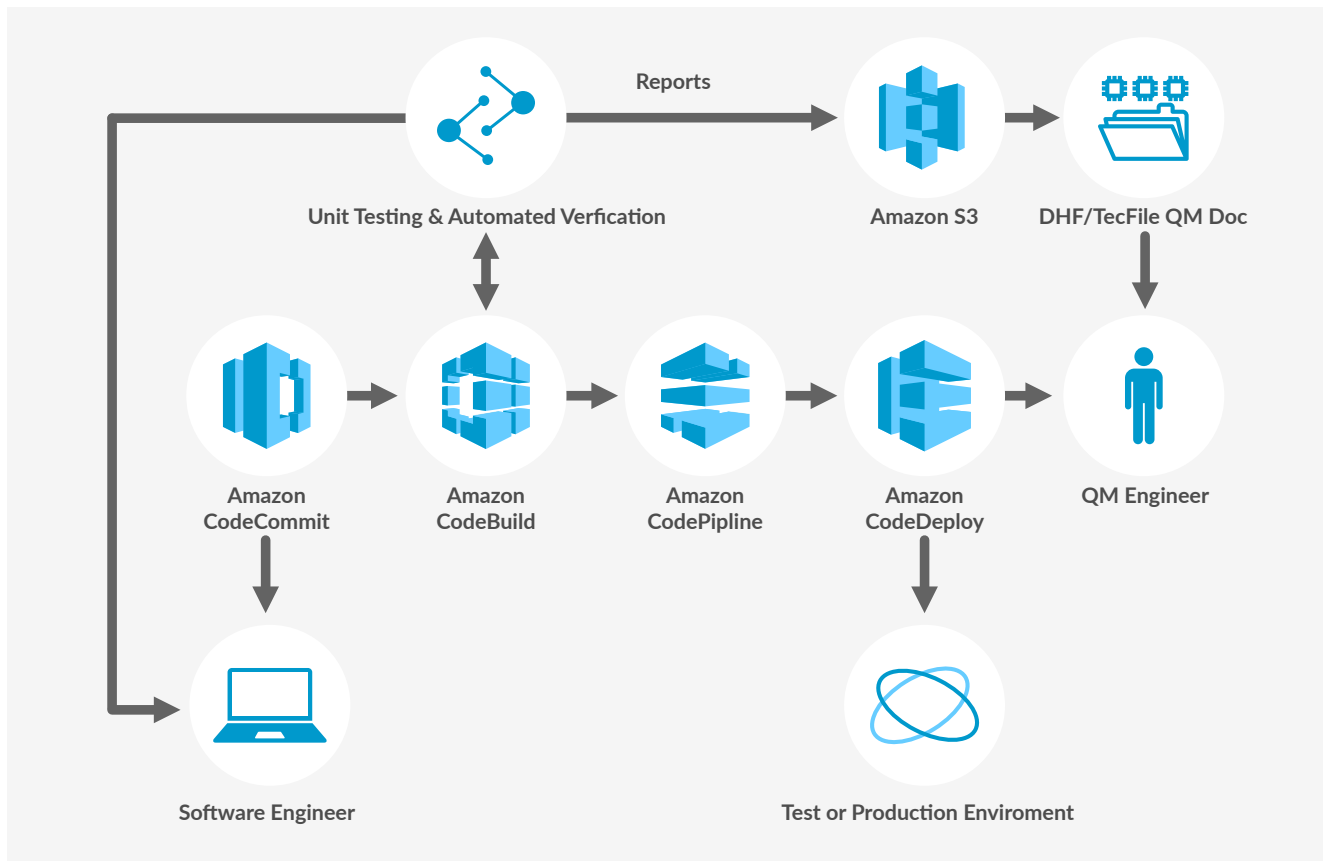 Reports
Unit Testing & Automated Verfication
Amazon S3
DHF/TecFile QM Doc
Amazon
CodeCommit
Amazon
CodeBuild
Amazon
CodePipline
Amazon
CodeDeploy
QM Engineer
Software Engineer
Test or Production Enviroment